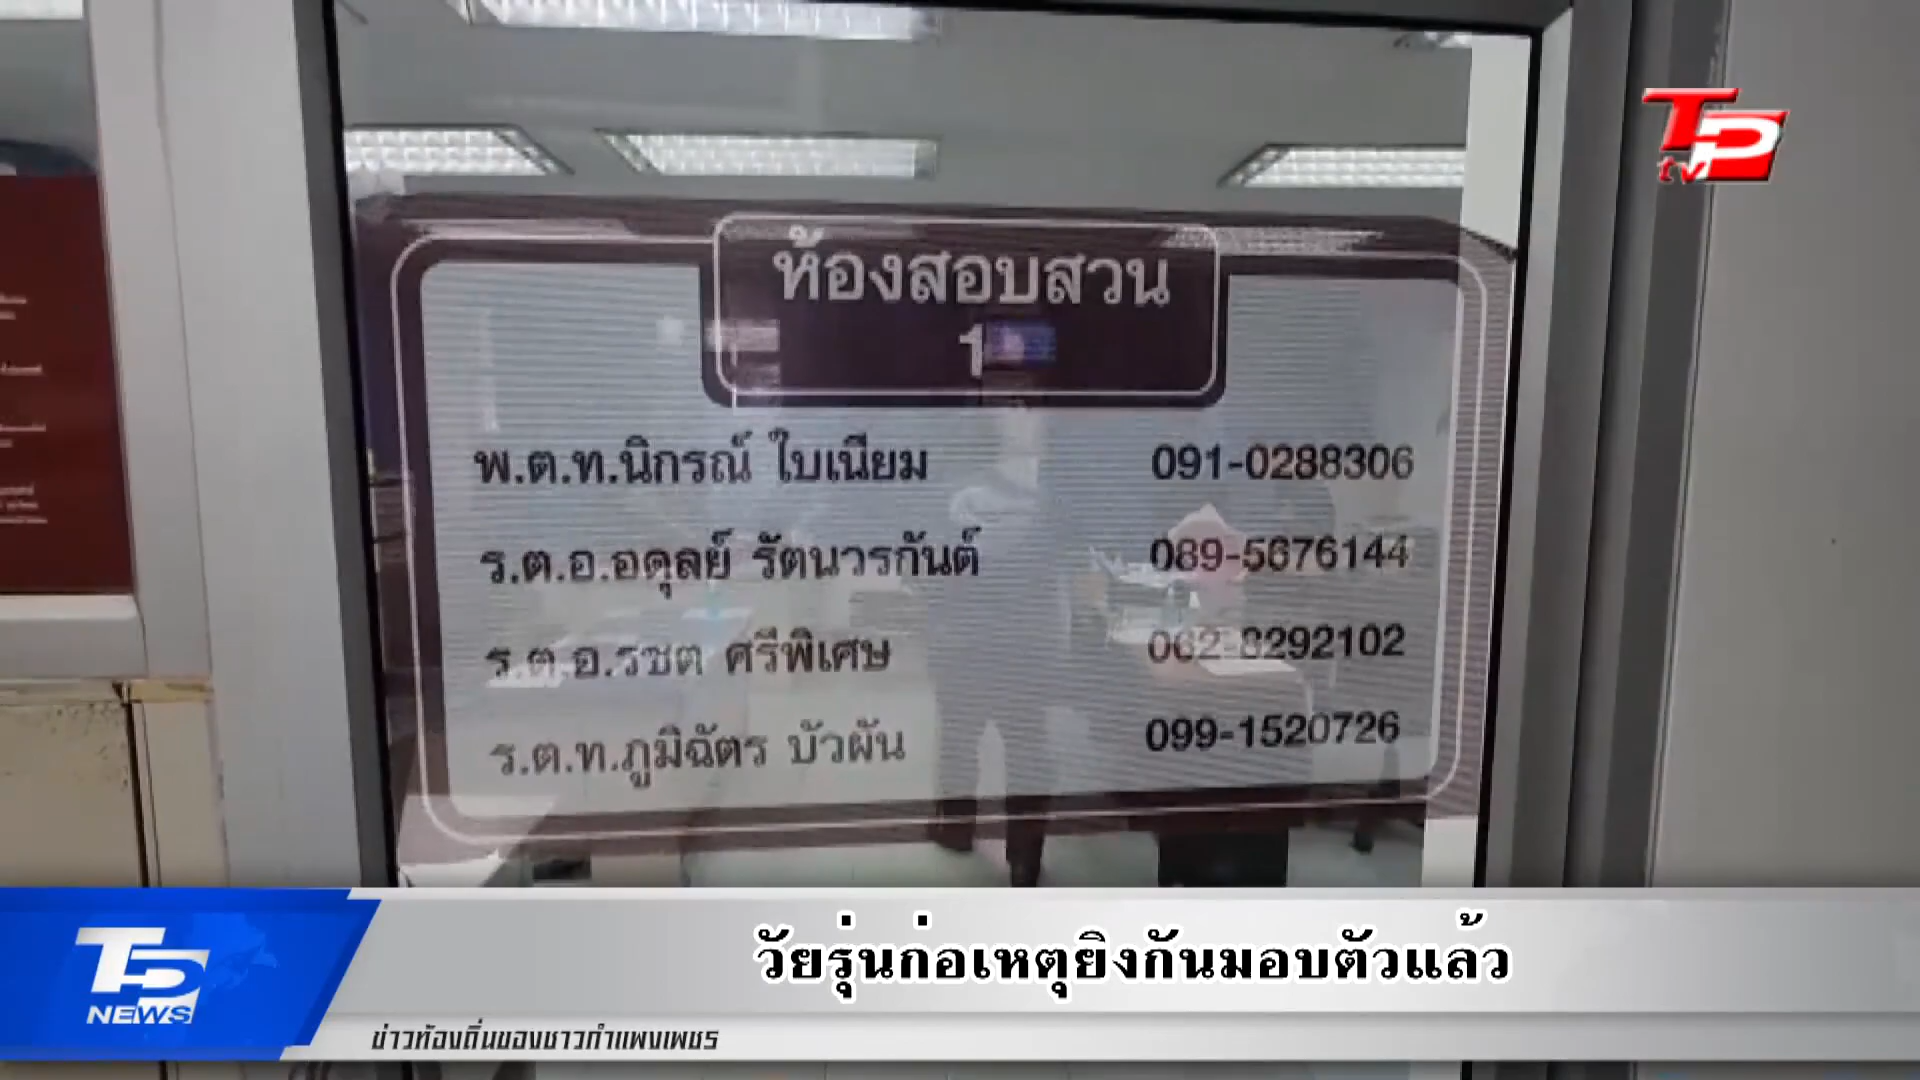 TP
tv
ห้องสอบสวน
1
พ.ต.ท.นิกรณ์ ใบเนียม 091-0288306
ร.ต.อ.อดุลย์ รัตนวรกันต์ 089-5676144
ร.ต.อ.รชต ศรีพิเศษ 062-8292102
ร.ต.ท.ภูมิฉัตร บัวผัน 099-1520726
วัยรุ่นก่อเหตุยิงกันมอบตัวแล้ว
TP
NEWS
ข่าวท้องถิ่นของชาวกำแพงเพชร